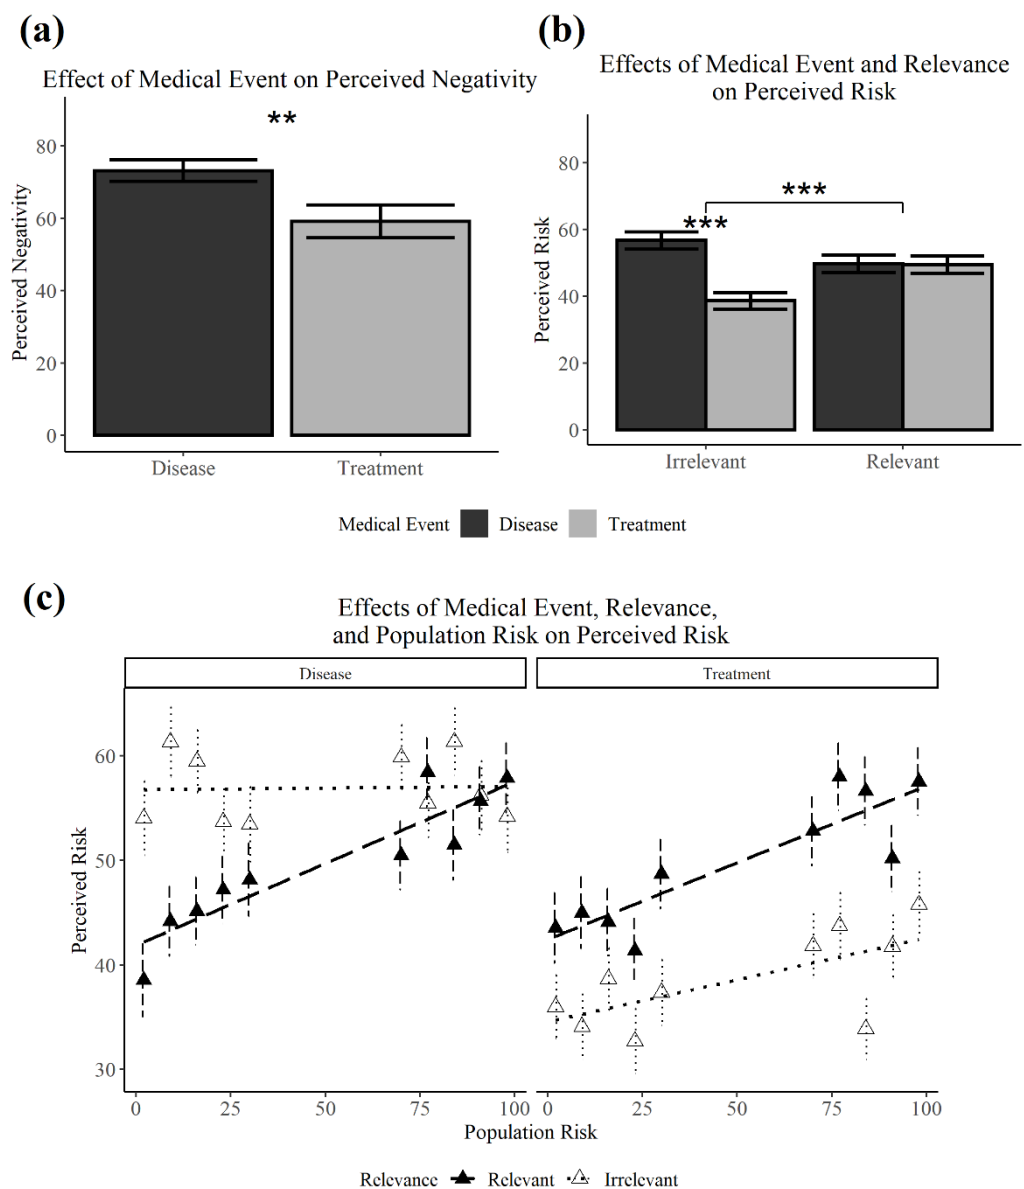 (a)
Effect of Medical Event on Perceived Negativity
**
80
60
40
20
0
Perceived Negativity
Disease
Treatment
(b)
Effects of Medical Event and Relevance
on Perceived Risk
***
***
80
60
40
20
0
Perceived Risk
Irrelevant
Relevant
Medical Event Disease Treatment
(c)
Effects of Medical Event, Relevance,
and Population Risk on Perceived Risk
Disease
Treatment
60
50
40
30
Perceived Risk
0 25 50 75 100
0 25 50 75 100
Population Risk
Relevance Relevant Irrelevant